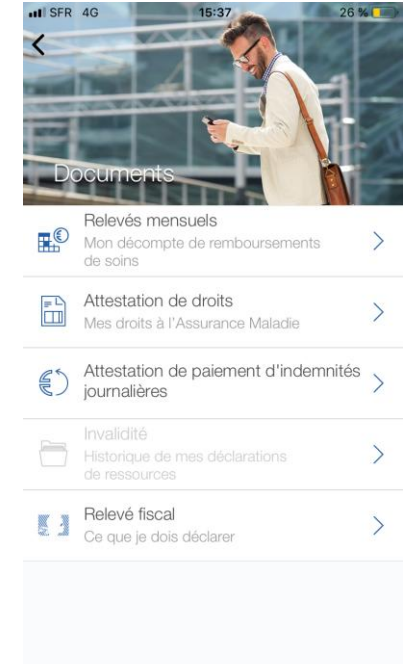 SFR 4G 15:37 26 %
Documents
Relevés mensuels
Mon décompte de remboursements
de soins
Attestation de droits
Mes droits à l'Assurance Maladie
Attestation de paiement d'indemnités
journalières
Invalidité
Historique de mes déclarations
de ressources
Relevé fiscal
Ce que je dois déclarer